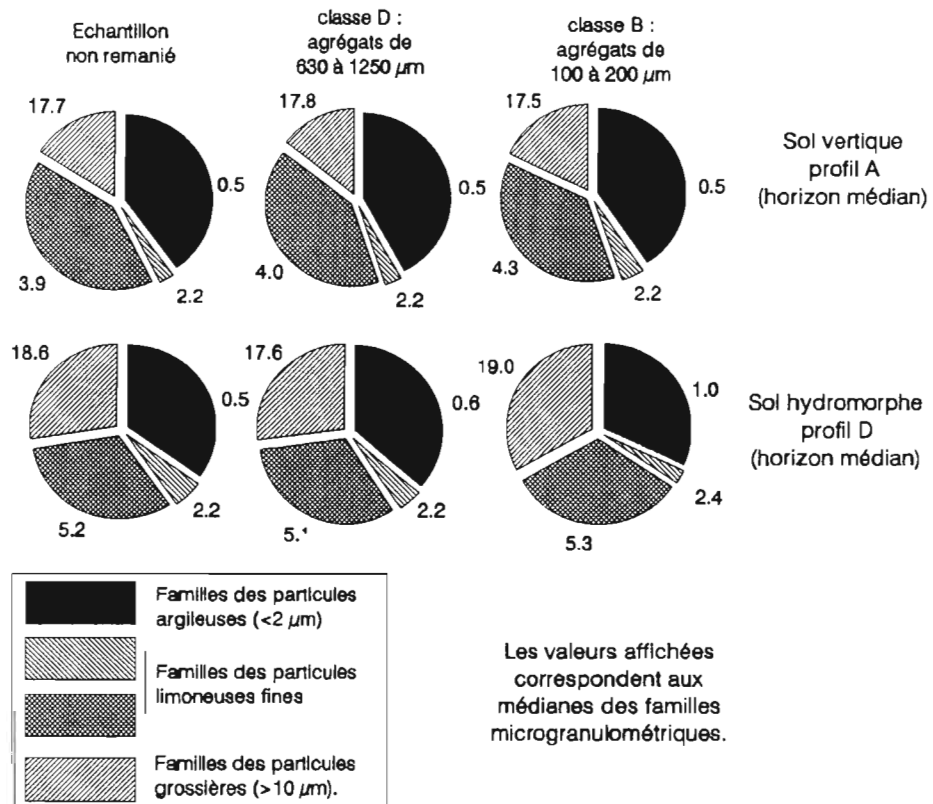 Echantillon
non remanié
classe D :
agrégats de
630 à 1250 µm
classe B :
agrégats de
100 à 200 µm
17.7
0.5
3.9
2.2
17.8
0.5
4.0
2.2
17.5
0.5
4.3
2.2
Sol vertique
profil A
(horizon médian)
18.6
0.5
5.2
2.2
17.6
0.6
5.
2.2
19.0
1.0
5.3
2.4
Sol hydromorphe
profil D
(horizon médian)
Familles des particules
argileuses (<2 µm)
Familles des particules
limoneuses fines
Familles des particules
grossières (>10 µm).
Les valeurs affichées
correspondent aux
médianes des familles
microgranulométriques.